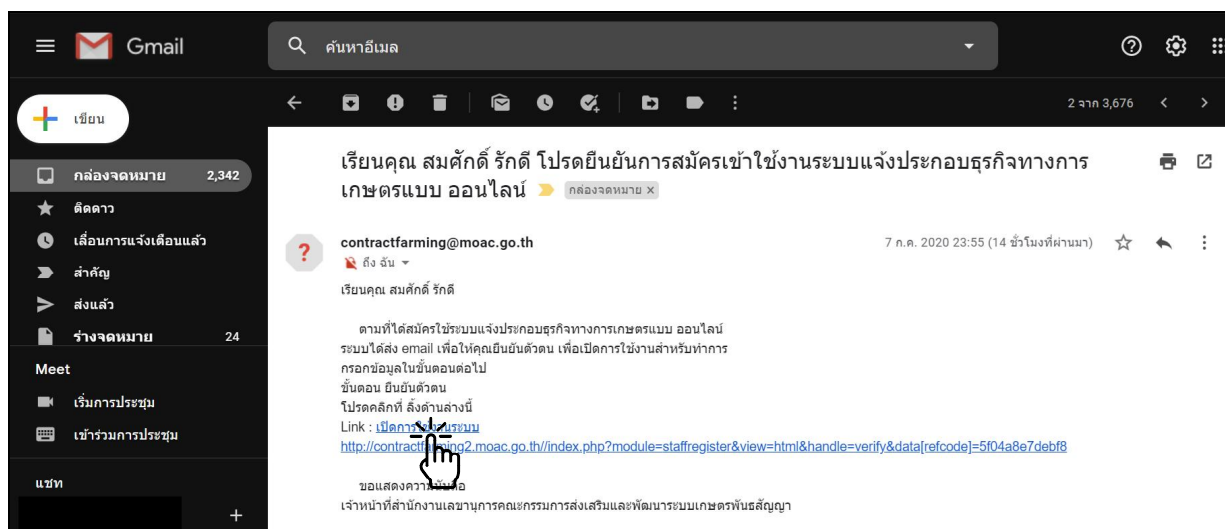 Gmail
ค้นหาอีเมล
เขียน
2 จาก 3,676
กล่องจดหมาย 2,342
ติดดาว
เลื่อนการแจ้งเตือนแล้ว
สำคัญ
ส่งแล้ว
ร่างจดหมาย 24
Meet
เริ่มการประชุม
เข้าร่วมการประชุม
แชท
เรียนคุณ สมศักดิ์ รักดี โปรดยืนยันการสมัครเข้าใช้งานระบบแจ้งประกอบธุรกิจทางการ
เกษตรแบบ ออนไลน์ กล่องจดหมาย x
contractfarming@moac.go.th 7 ก.ค. 2020 23:55 (14 ชั่วโมงที่ผ่านมา)
ถึง ฉัน
เรียนคุณ สมศักดิ์ รักดี
ตามที่ได้สมัครใช้ระบบแจ้งประกอบธุรกิจทางการเกษตรแบบ ออนไลน์
ระบบได้ส่ง email เพื่อให้คุณยืนยันตัวตน เพื่อเปิดการใช้งานสำหรับทำการ
กรอกข้อมูลในขั้นตอนต่อไป
ขั้นตอน ยืนยันตัวตน
โปรดคลิกที่ ลิ้งด้านล่างนี้
Link : เปิดการใช้งานระบบ
http://contractfarming2.moac.go.th//index.php?module=staffregister&view=html&handle=verify&data[refcode]=5f04a8e7debf8
ขอแสดงความนับถือ
เจ้าหน้าที่สำนักงานเลขานุการคณะกรรมการส่งเสริมและพัฒนาระบบเกษตรพันธสัญญา